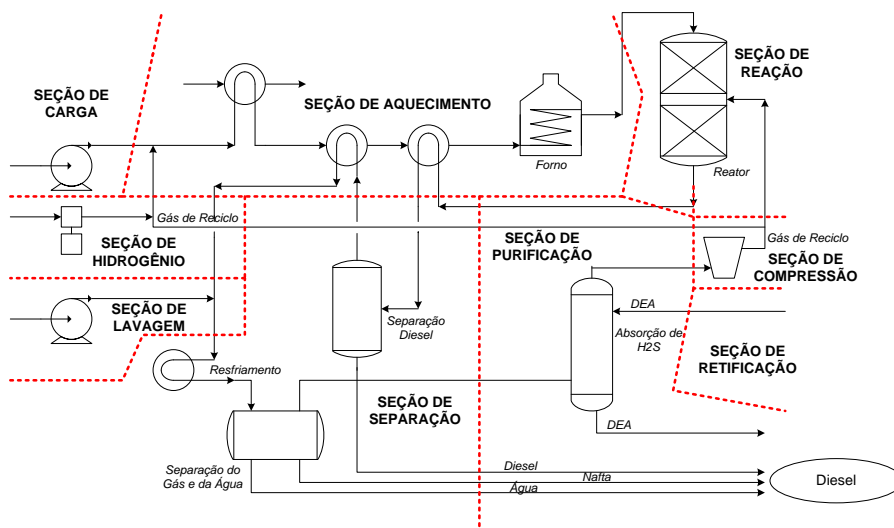 SEÇÃO DE
CARGA
SEÇÃO DE AQUECIMENTO
SEÇÃO DE
REAÇÃO
Forno
Reator
Gás de Reciclo
SEÇÃO DE
HIDROGÊNIO
SEÇÃO DE
PURIFICAÇÃO
Gás de Reciclo
SEÇÃO DE
COMPRESSÃO
SEÇÃO DE
LAVAGEM
Separação
Diesel
DEA
Absorção de
H2S
SEÇÃO DE
RETIFICAÇÃO
Resfriamento
SEÇÃO DE
SEPARAÇÃO
DEA
Separação do
Gás e da Água
Diesel
Nafta
Água
Diesel